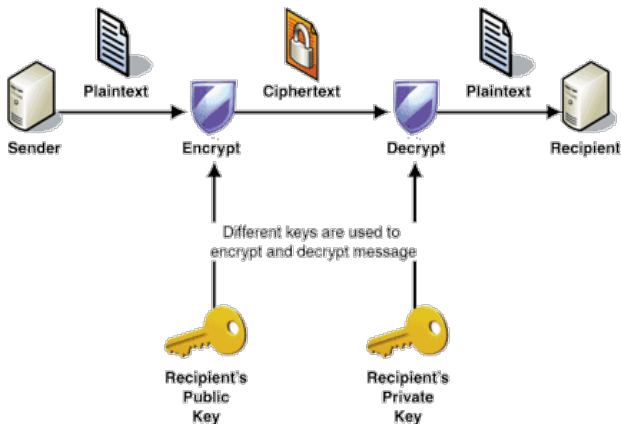 Plaintext
Ciphertext
Plaintext
Sender
Encrypt
Decrypt
Recipient
Different keys are used to
encrypt and decrypt message
Recipient's
Public
Key
Recipient's
Private
Key